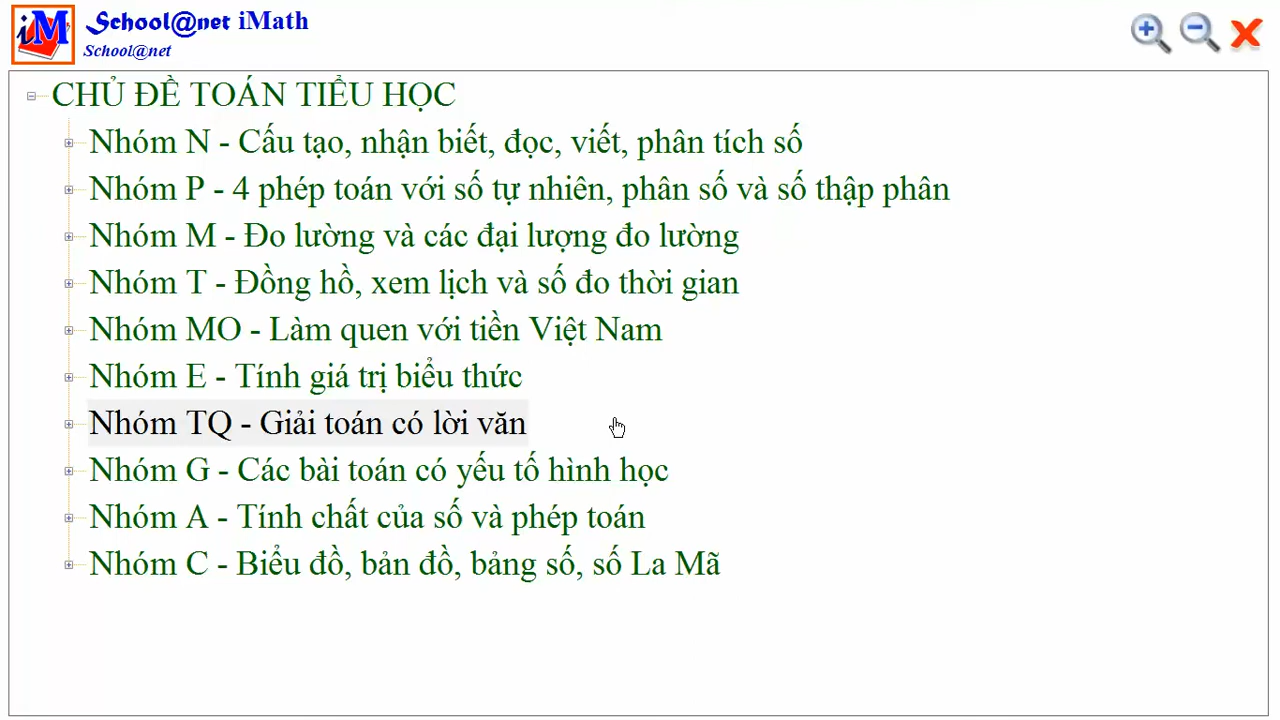 iM
School@net iMath
School@net
CHỦ ĐỀ TOÁN TIỂU HỌC
Nhóm N - Cấu tạo, nhận biết, đọc, viết, phân tích số
Nhóm P - 4 phép toán với số tự nhiên, phân số và số thập phân
Nhóm M - Đo lường và các đại lượng đo lường
Nhóm T - Đồng hồ, xem lịch và số đo thời gian
Nhóm MO - Làm quen với tiền Việt Nam
Nhóm E - Tính giá trị biểu thức
Nhóm TQ - Giải toán có lời văn
Nhóm G - Các bài toán có yếu tố hình học
Nhóm A - Tính chất của số và phép toán
Nhóm C - Biểu đồ, bản đồ, bảng số, số La Mã